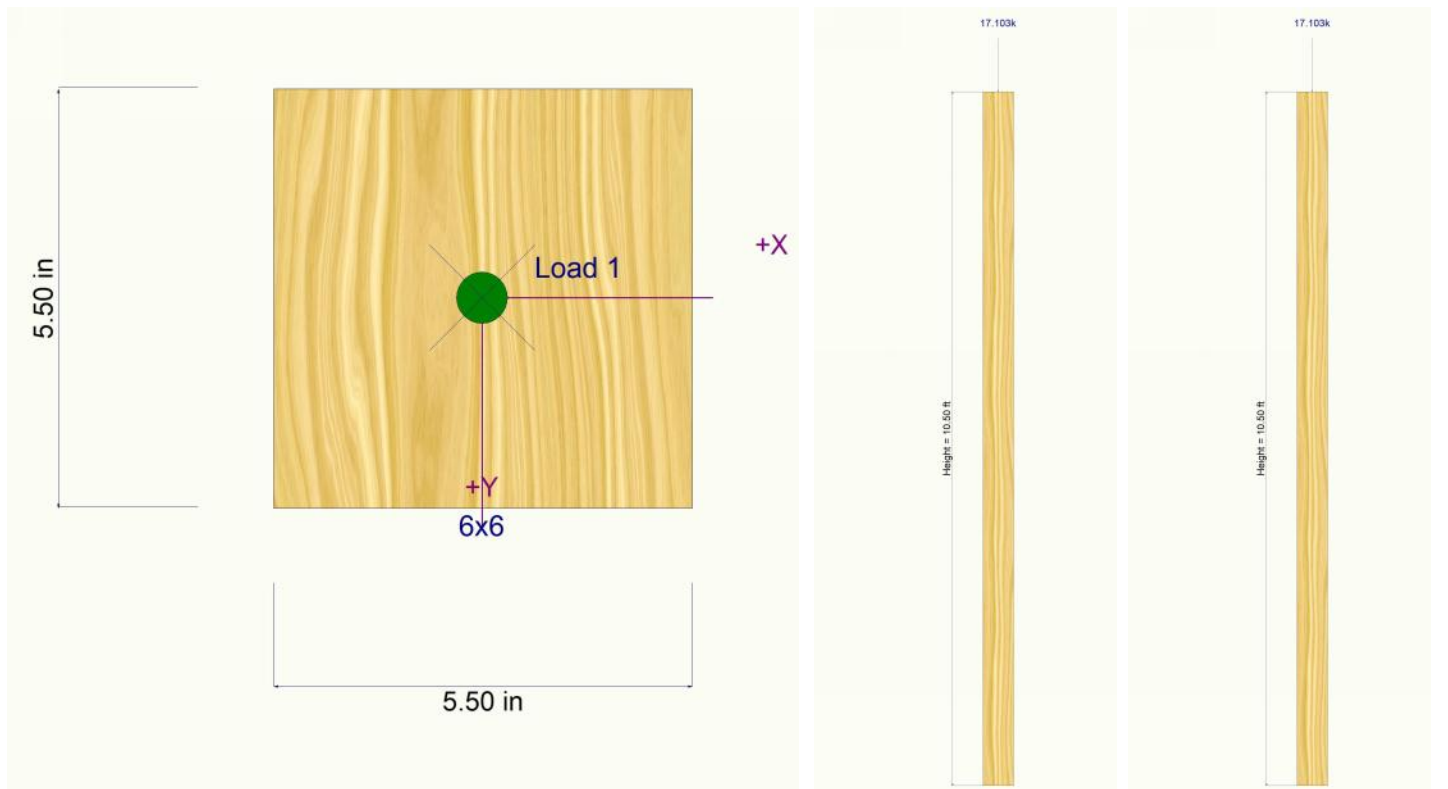 5.50 in
Load 1
+X
+Y
6x6
5.50 in
17.103k
Height = 10.50 ft
17.103k
Height = 10.50 ft